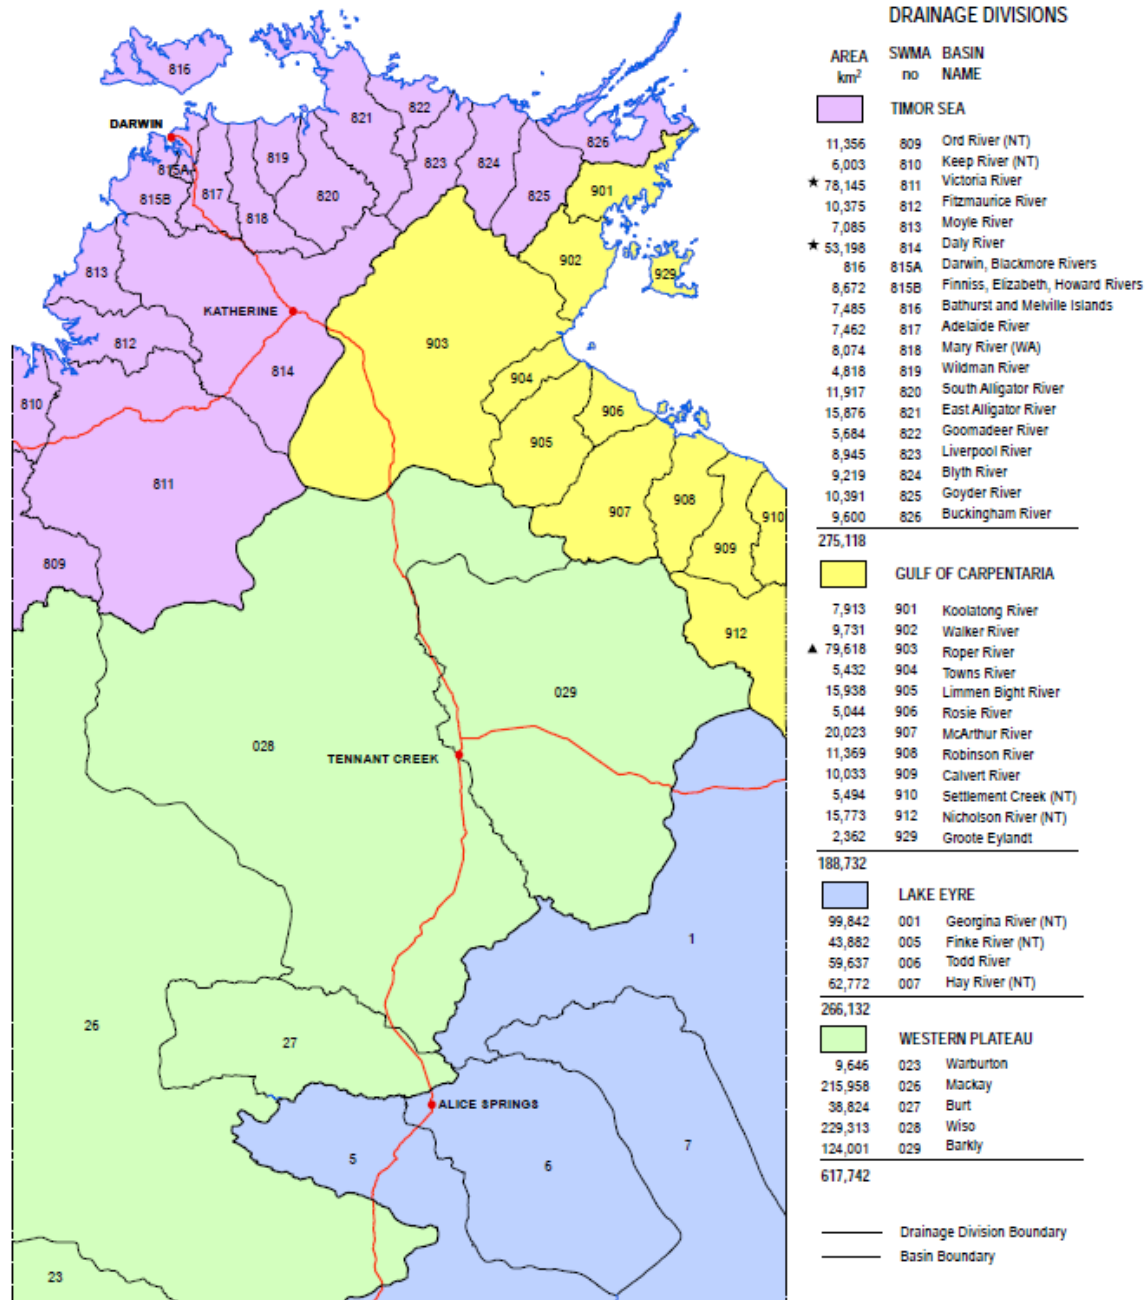 DRAINAGE DIVISIONS
AREA SWMA BASIN
km² no NAME
TIMOR SEA
11,356 809 Ord River (NT)
6,003 810 Keep River (NT)
★ 78,145 811 Victoria River
10,375 812 Fitzmaurice River
7,085 813 Moyle River
★ 53,198 814 Daly River
816 815A Darwin, Blackmore Rivers
8,672 815B Finniss, Elizabeth, Howard Rivers
7,485 816 Bathurst and Melville Islands
7,462 817 Adelaide River
8,074 818 Mary River (WA)
4,818 819 Wildman River
11,917 820 South Alligator River
15,876 821 East Alligator River
5,684 822 Goomadeer River
8,945 823 Liverpool River
9,219 824 Blyth River
10,391 825 Goyder River
9,600 826 Buckingham River
275,118
GULF OF CARPENTARIA
7,913 901 Koolatong River
9,731 902 Walker River
▲ 79,618 903 Roper River
5,432 904 Towns River
15,938 905 Limmen Bight River
5,044 906 Rosie River
20,023 907 McArthur River
11,369 908 Robinson River
10,033 909 Calvert River
5,494 910 Settlement Creek (NT)
15,773 912 Nicholson River (NT)
2,362 929 Groote Eylandt
188,732
LAKE EYRE
99,842 001 Georgina River (NT)
43,882 005 Finke River (NT)
59,637 006 Todd River
62,772 007 Hay River (NT)
266,132
WESTERN PLATEAU
9,646 023 Warburton
215,958 026 Mackay
38,824 027 Burt
229,313 028 Wiso
124,001 029 Barkly
617,742
Drainage Division Boundary
Basin Boundary
816
DARWIN
821
822
826
819
823
824
815A
817
820
825
901
815B
818
902
813
929
KATHERINE
812
903
814
904
810
906
905
811
907
908
910
909
809
912
029
028
TENNANT CREEK
1
26
27
ALICE SPRINGS
5
6
7
23